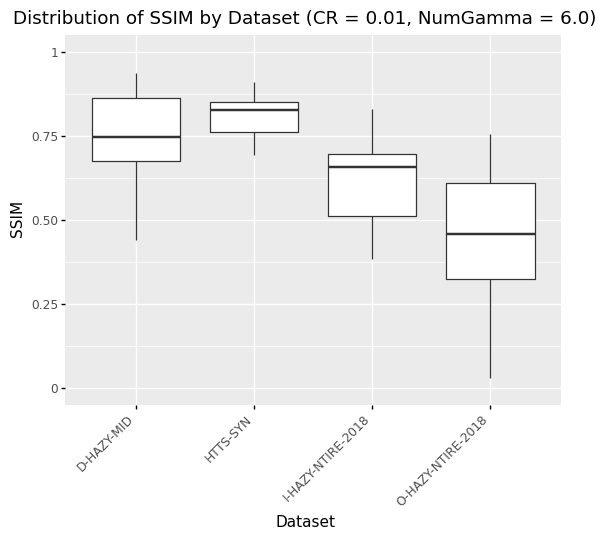 Distribution of SSIM by Dataset (CR = 0.01, NumGamma = 6.0)
1
0.75
0.50
0.25
0
SSIM
D-HAZY-MID
HTTS-SYN
I-HAZY-NTIRE-2018
O-HAZY-NTIRE-2018
Dataset